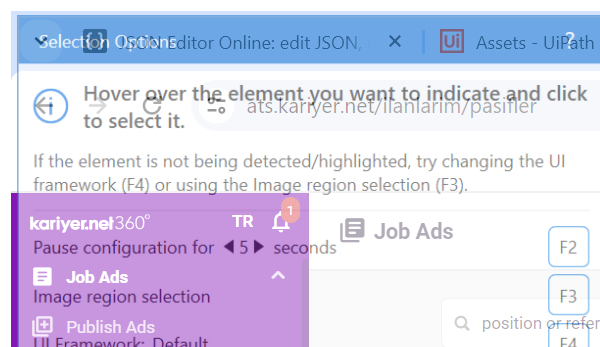 Selection Options
JSON Editor Online: edit JSON,
Ui
Assets - UiPath
?
Hover over the element you want to indicate and click
to select it.
ats.kariyer.net/ilanlarim/pasifler
If the element is not being detected/highlighted, try changing the UI
framework (F4) or using the Image region selection (F3).
kariyer.net360°
TR
1
Job Ads
Pause configuration for
5
seconds
F2
Job Ads
Image region selection
F3
Publish Ads
position or refer
UI Framework: Default
F4